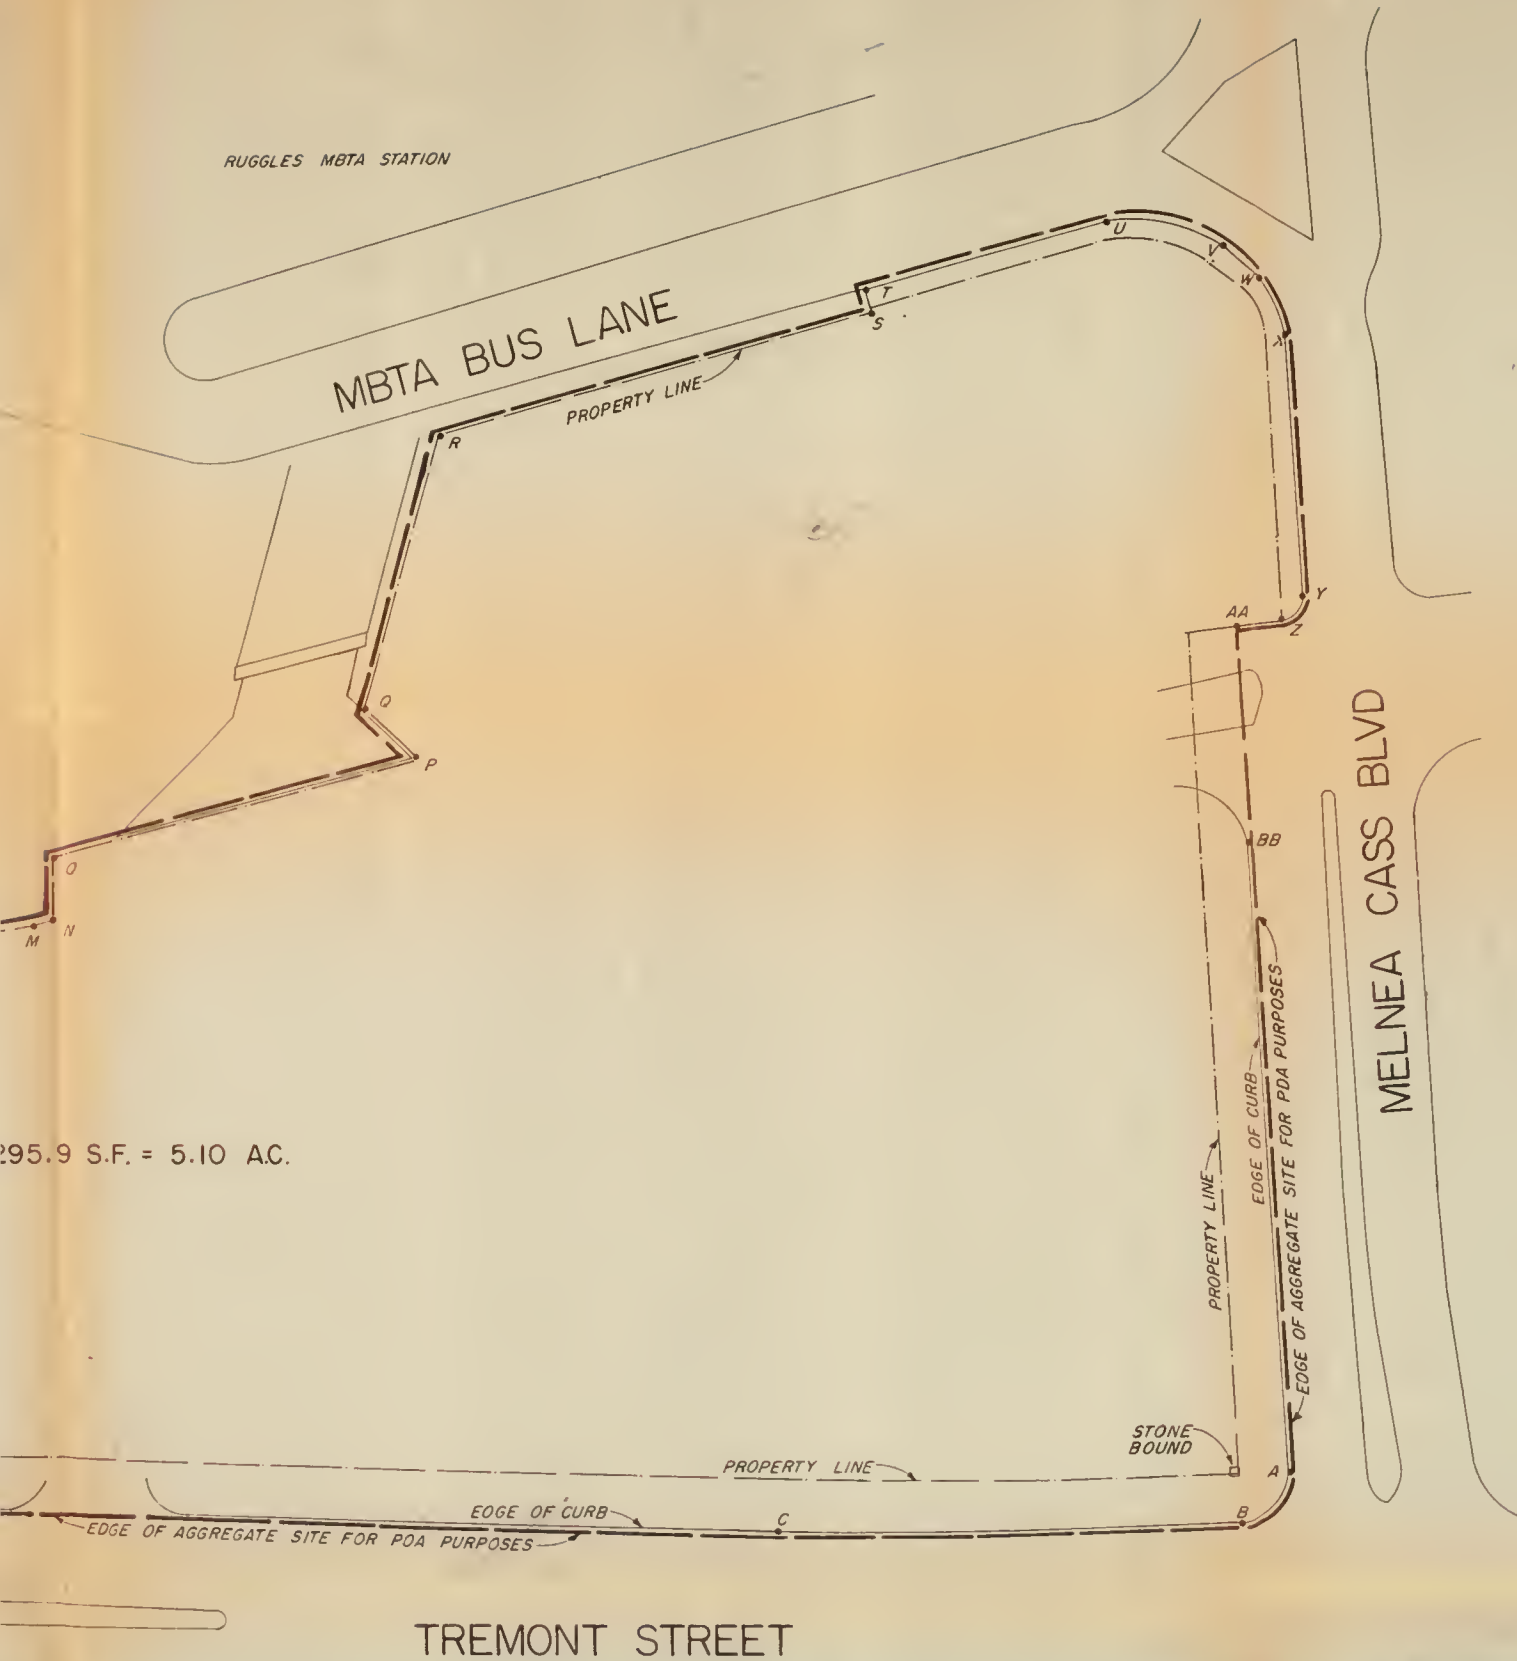 RUGGLES MBTA STATION
MBTA BUS LANE
PROPERTY LINE
U
V
W
T
S
X
R
Y
Z
AA
Q
P
O
M N
BB
MELNEA CASS BLVD
295.9 S.F. = 5.10 A.C.
PROPERTY LINE
EDGE OF CURB
EDGE OF AGGREGATE SITE FOR PDA PURPOSES
STONE
BOUND
A
PROPERTY LINE
B
C
EDGE OF CURB
EDGE OF AGGREGATE SITE FOR PDA PURPOSES
TREMONT STREET